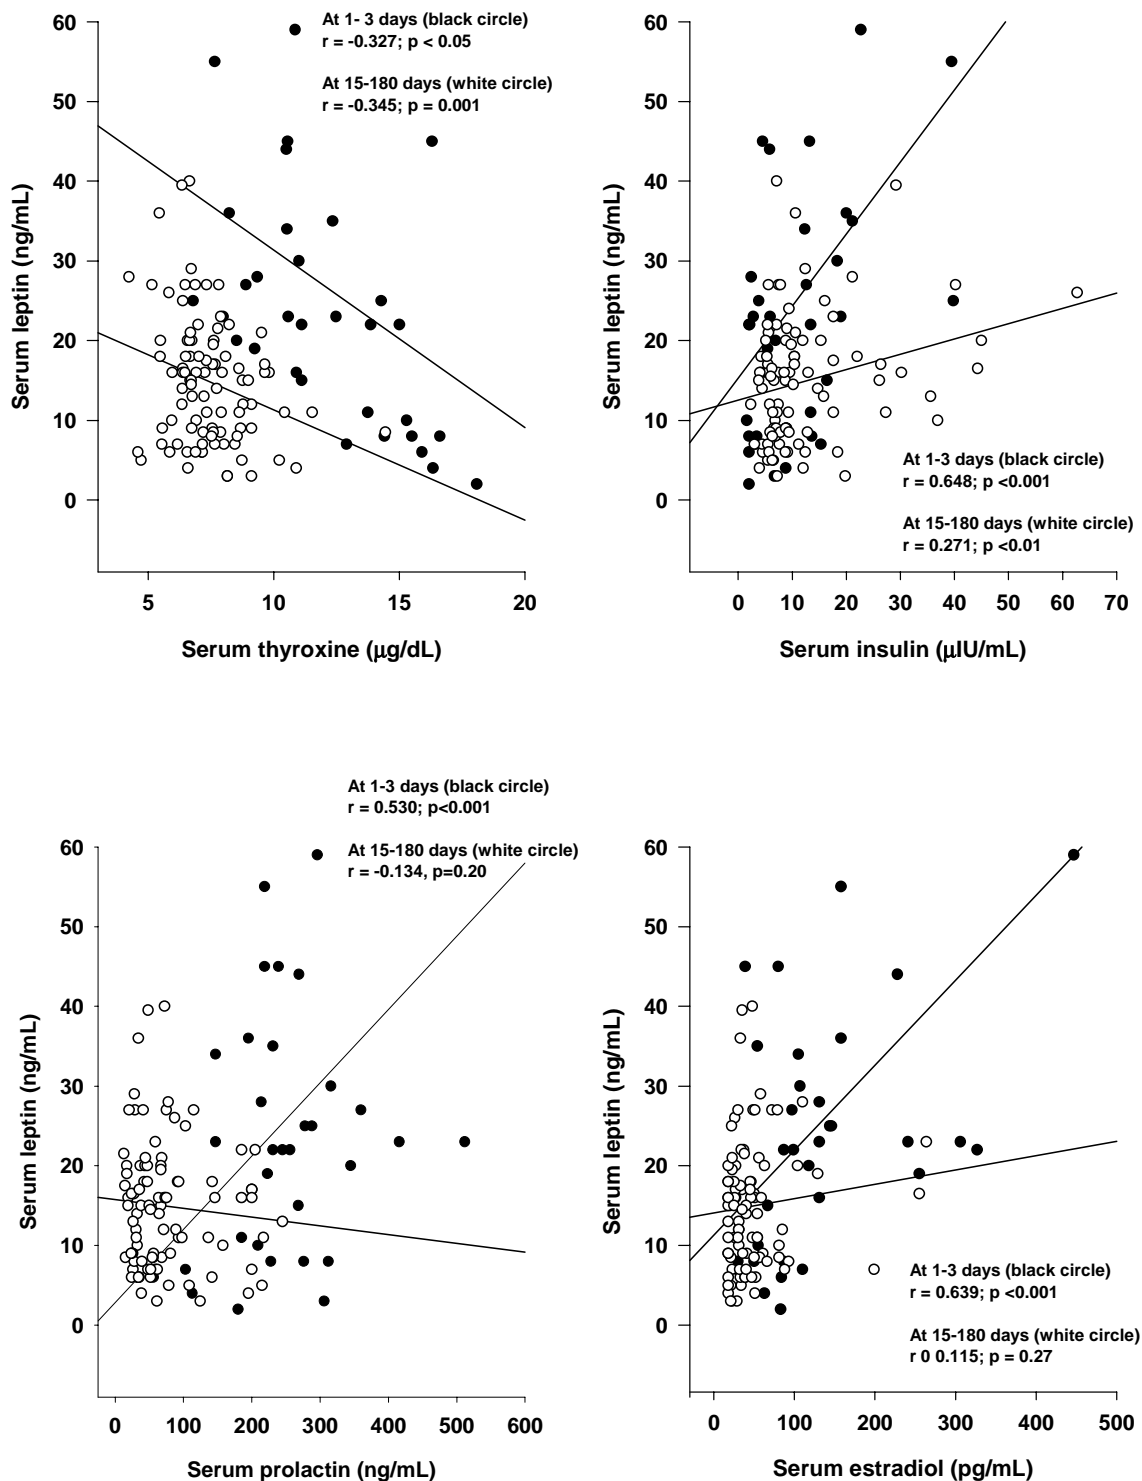 At 1- 3 days (black circle)
r = -0.327; p < 0.05
At 15-180 days (white circle)
r = -0.345; p = 0.001
60
50
40
30
20
10
0
Serum leptin (ng/mL)
5 10 15 20
Serum thyroxine (μg/dL)
60
50
40
30
20
10
0
Serum leptin (ng/mL)
At 1-3 days (black circle)
r = 0.648; p <0.001
At 15-180 days (white circle)
r = 0.271; p <0.01
0 10 20 30 40 50 60 70
Serum insulin (μIU/mL)
At 1-3 days (black circle)
r = 0.530; p<0.001
At 15-180 days (white circle)
r = -0.134, p=0.20
60
50
40
30
20
10
0
Serum leptin (ng/mL)
0 100 200 300 400 500 600
Serum prolactin (ng/mL)
60
50
40
30
20
10
0
Serum leptin (ng/mL)
At 1-3 days (black circle)
r = 0.639; p <0.001
At 15-180 days (white circle)
r 0 0.115; p = 0.27
0 100 200 300 400 500
Serum estradiol (pg/mL)